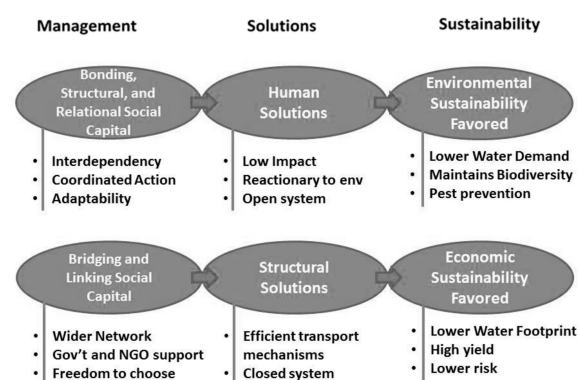 Management
Solutions
Sustainability
Bonding,
Structural, and
Relational Social
Capital
Human
Solutions
Environmental
Sustainability
Favored
• Interdependency
• Coordinated Action
• Adaptability
• Low Impact
• Reactionary to env
• Open system
• Lower Water Demand
• Maintains Biodiversity
• Pest prevention
Bridging and
Linking Social
Capital
Structural
Solutions
Economic
Sustainability
Favored
• Wider Network
• Gov't and NGO support
• Freedom to choose
• Efficient transport
mechanisms
• Closed system
• Lower Water Footprint
• High yield
• Lower risk